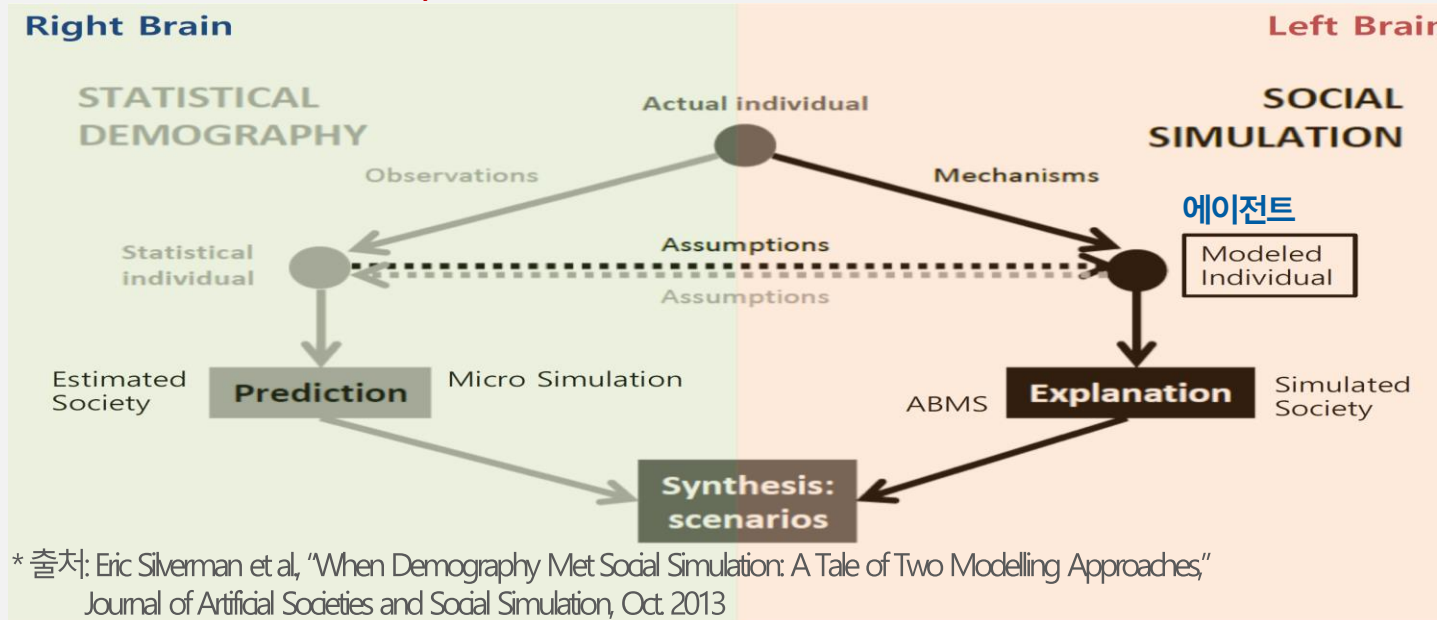 Right Brain
Left Brain
STATISTICAL
DEMOGRAPHY
Actual individual
SOCIAL
SIMULATION
Observations
Mechanisms
에이전트
Statistical
individual
Assumptions
Assumptions
Modeled
Individual
Estimated
Society
Prediction
Micro Simulation
ABMS
Explanation
Simulated
Society
Synthesis:
scenarios
* 출처: Eric Silverman et al, “When Demography Met Social Simulation: A Tale of Two Modelling Approaches,”
Journal of Artificial Societies and Social Simulation, Oct. 2013